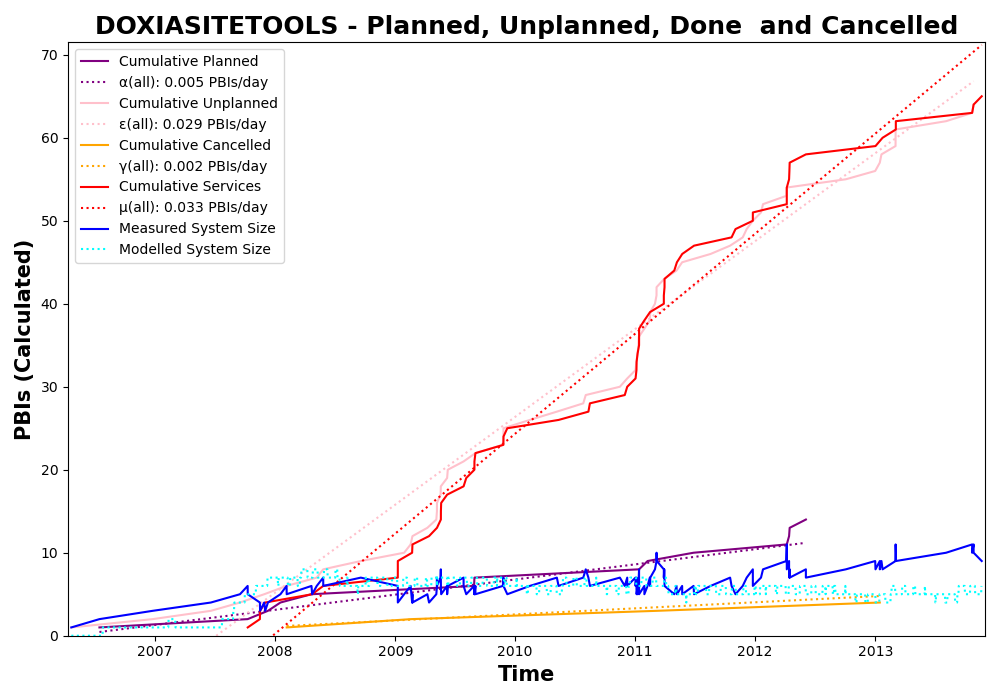 DOXIASITETOOLS - Planned, Unplanned, Done  and Cancelled
Cumulative Planned
α(all): 0.005 PBIs/day
Cumulative Unplanned
ε(all): 0.029 PBIs/day
Cumulative Cancelled
γ(all): 0.002 PBIs/day
Cumulative Services
μ(all): 0.033 PBIs/day
Measured System Size
Modelled System Size
PBIs (Calculated)
70
60
50
40
30
20
10
0
2007 2008 2009 2010 2011 2012 2013
Time